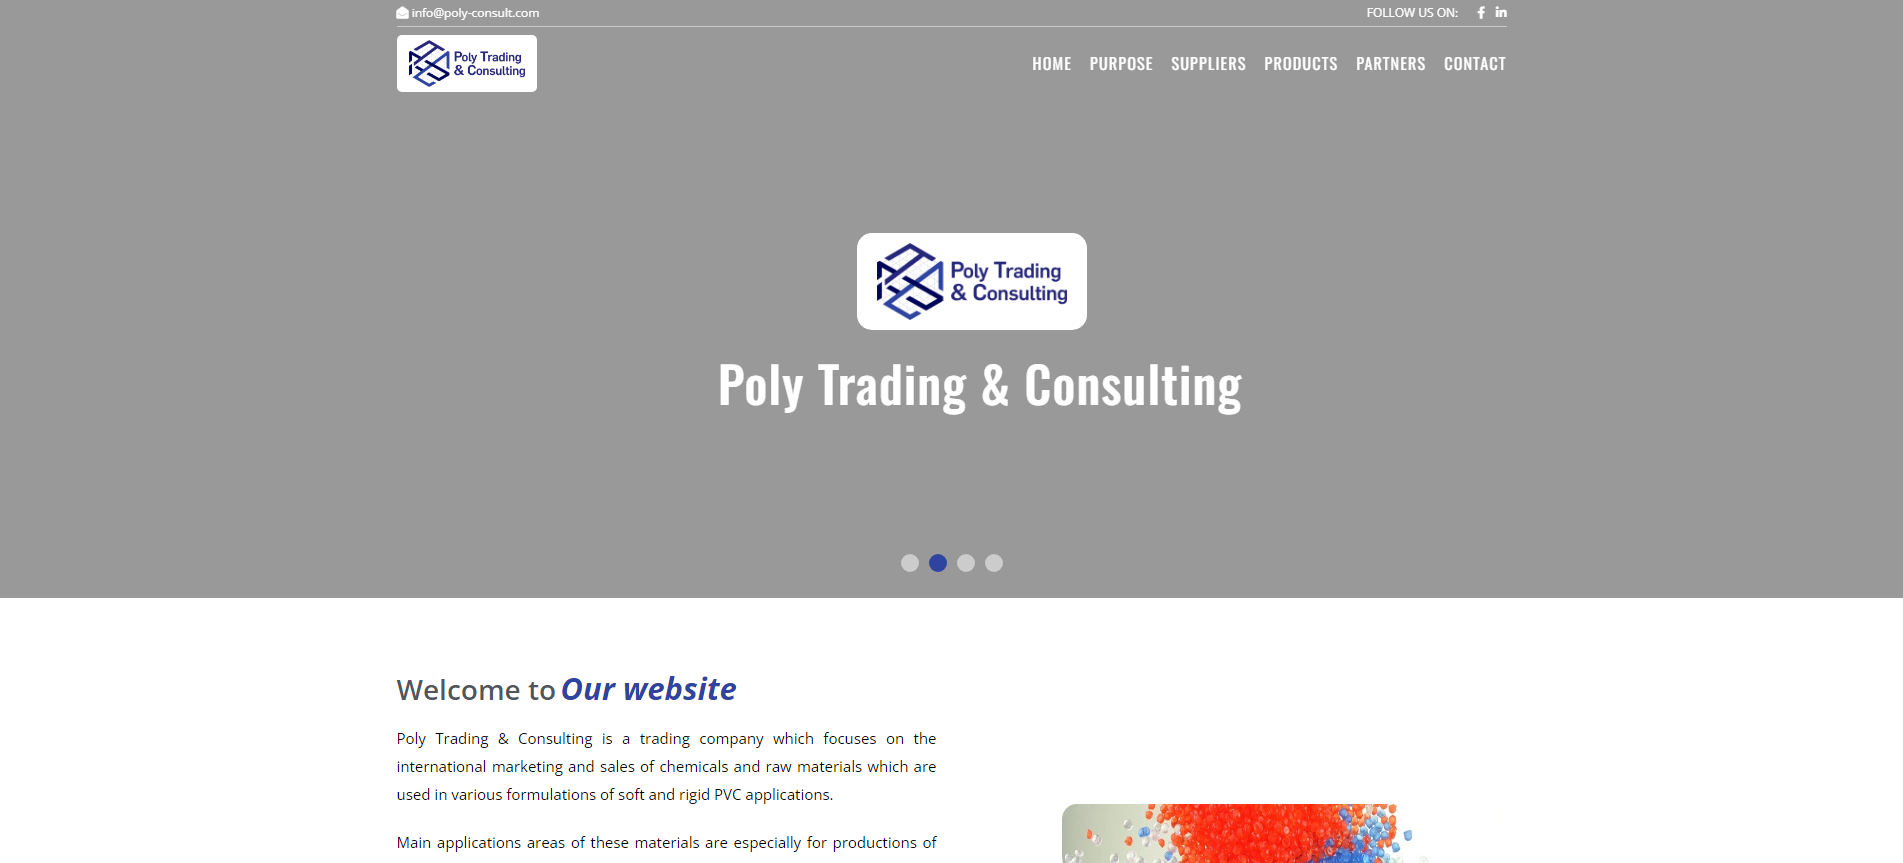 info@poly-consult.com
FOLLOW US ON:
Poly Trading
& Consulting
HOME PURPOSE SUPPLIERS PRODUCTS PARTNERS CONTACT
Poly Trading
& Consulting
Poly Trading & Consulting
Welcome to Our website
Poly Trading & Consulting is a trading company which focuses on the
international marketing and sales of chemicals and raw materials which are
used in various formulations of soft and rigid PVC applications.
Main applications areas of these materials are especially for productions of